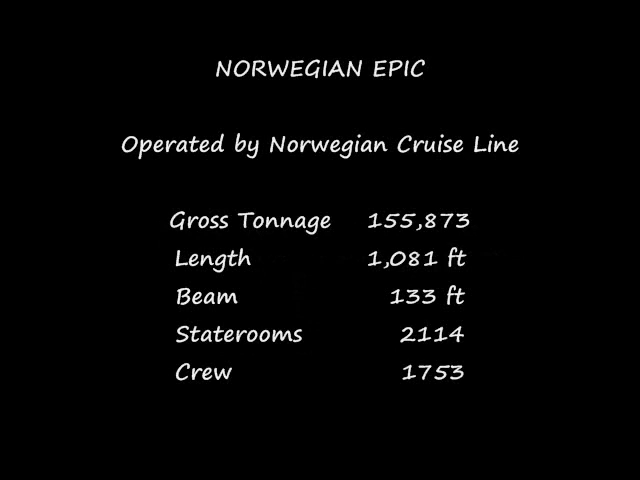 NORWEGIAN EPIC
Operated by Norwegian Cruise Line
Gross Tonnage 155,873
Length 1,081 ft
Beam 133 ft
Staterooms 2114
Crew 1753